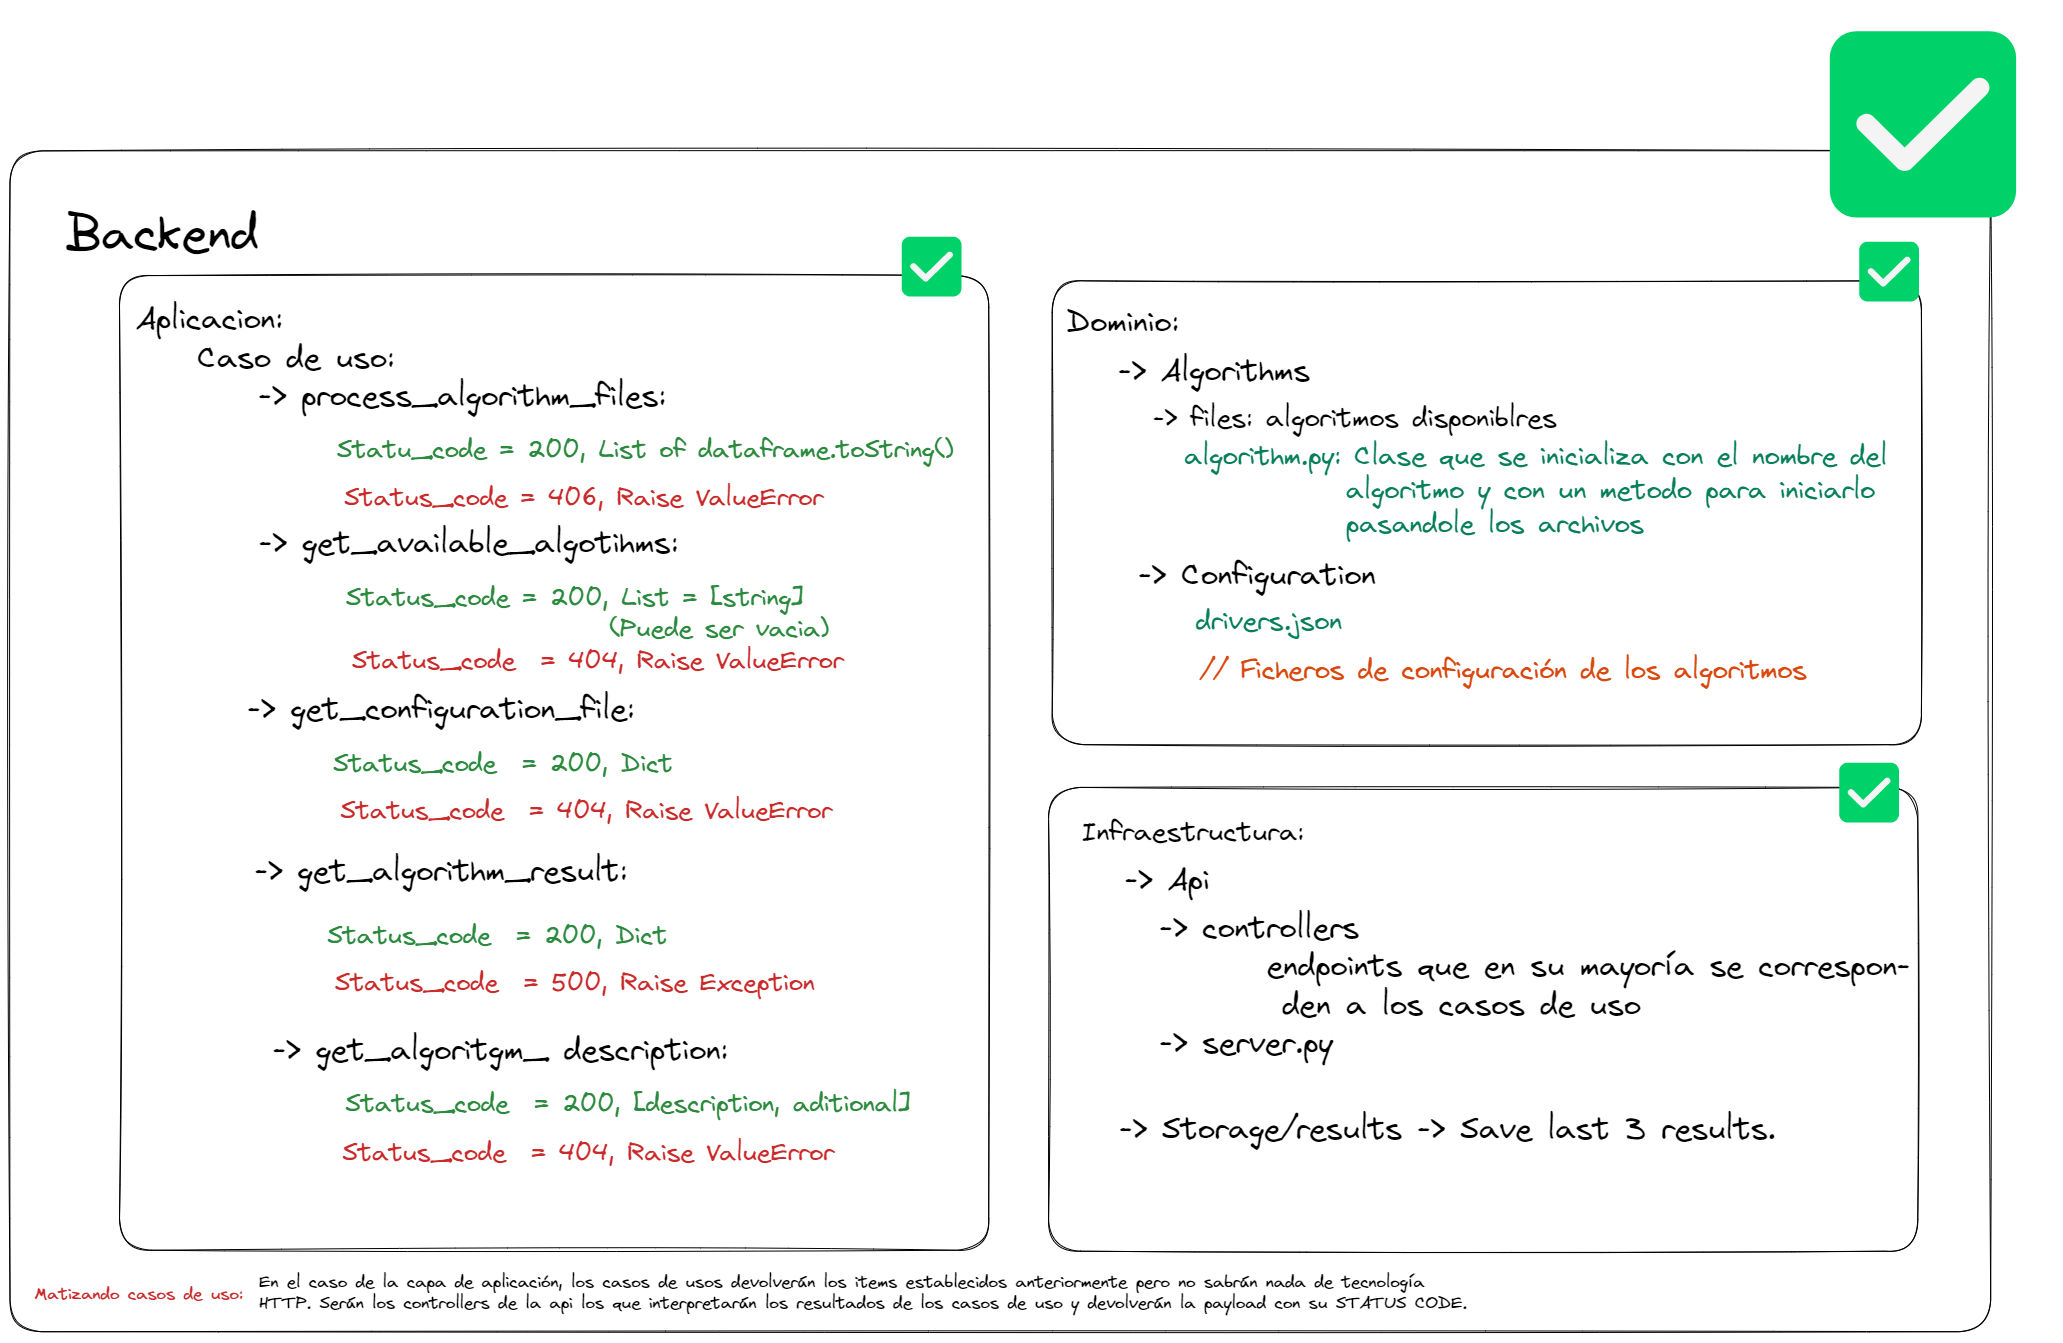 Backend
Aplicacion:
Caso de uso:
-> process_algorithm_files:
Statu_code = 200, List of dataframe.toString()
Status_code = 406, Raise ValueError
-> get_available_algotihms:
Status_code = 200, List = [string]
(Puede ser vacia)
Status_code = 404, Raise ValueError
-> get_configuration_file:
Status_code = 200, Dict
Status_code = 404, Raise ValueError
-> get_algorithm_result:
Status_code = 200, Dict
Status_code = 500, Raise Exception
-> get_algoritgm_ description:
Status_code = 200, [description, aditional]
Status_code = 404, Raise ValueError
Dominio:
-> Algorithms
-> files: algoritmos disponiblres
algorithm.py: Clase que se inicializa con el nombre del
algoritmo y con un metodo para iniciarlo
pasandole los archivos
-> Configuration
drivers.json
// Ficheros de configuración de los algoritmos
Infraestructura:
-> Api
-> controllers
endpoints que en su mayoría se correspon-
den a los casos de uso
-> server.py
-> Storage/results -> Save last 3 results.
Matizando casos de uso:
En el caso de la capa de aplicación, los casos de usos devolverán los items establecidos anteriormente pero no sabrán nada de tecnología
HTTP. Serán los controllers de la api los que interpretarán los resultados de los casos de uso y devolverán la payload con su STATUS CODE.